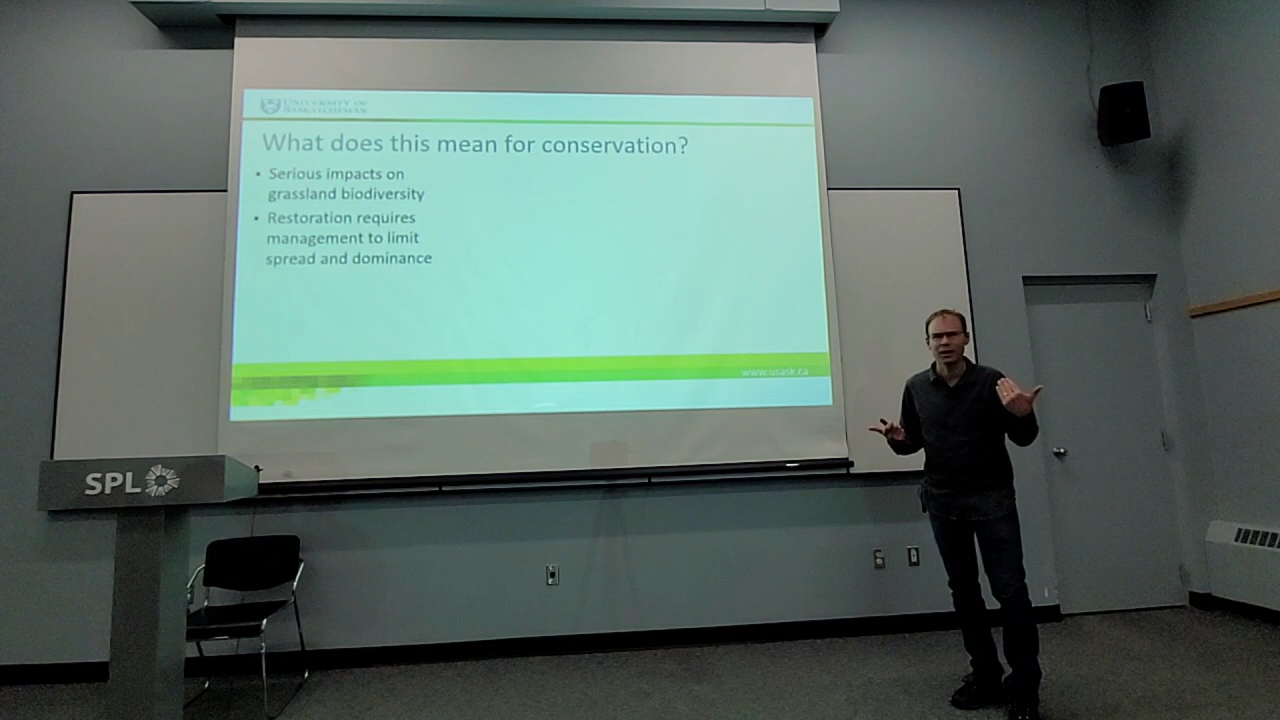 UNIVERSITY OF
SASKATCHEWAN
What does this mean for conservation?
• Serious impacts on
grassland biodiversity
• Restoration requires
management to limit
spread and dominance
www.usask.ca
SPL